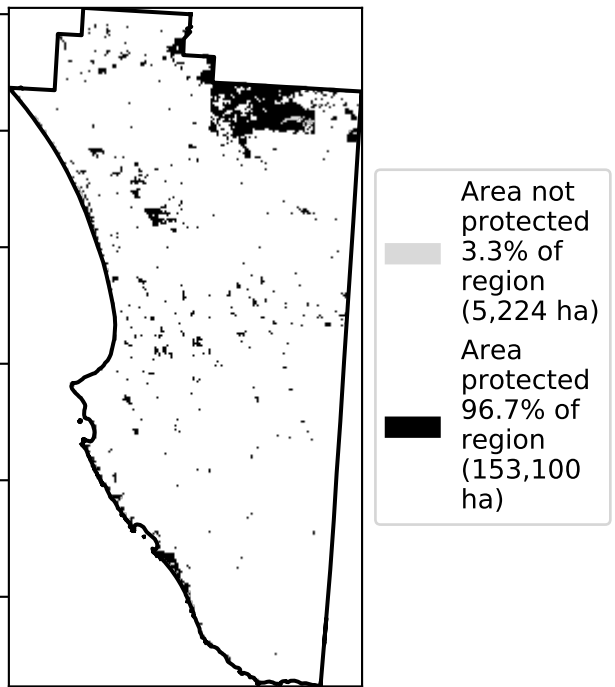 Area not
protected
3.3% of
region
(5,224 ha)
Area
protected
96.7% of
region
(153,100
ha)